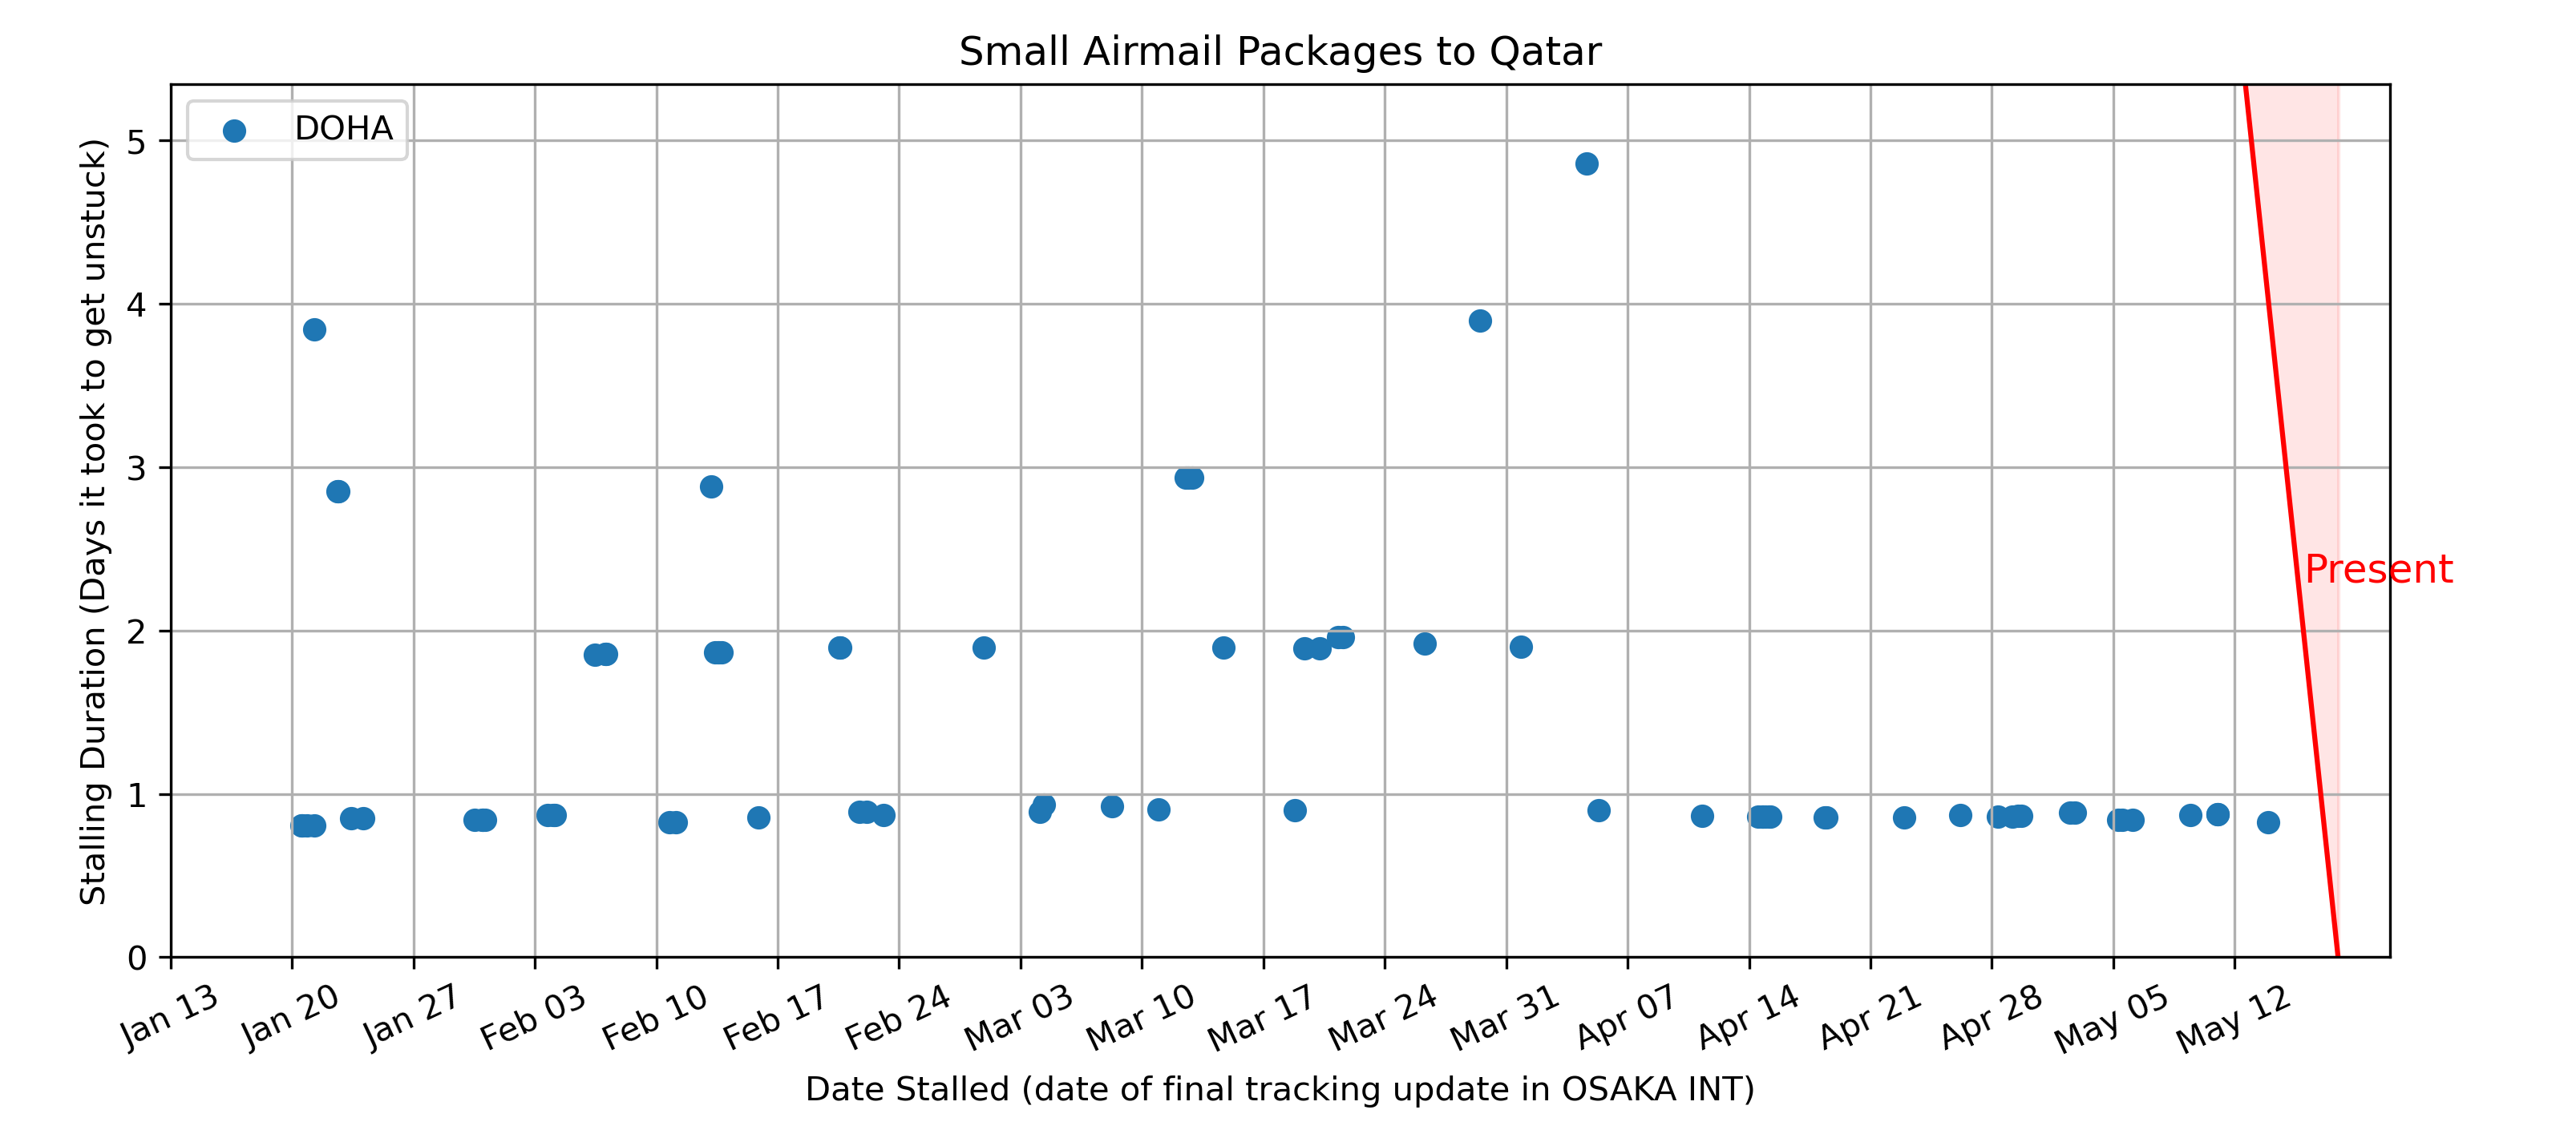 Small Airmail Packages to Qatar
DOHA
Stalling Duration (Days it took to get unstuck)
5
4
3
2
1
0
Present
Jan 13
Jan 20
Jan 27
Feb 03
Feb 10
Feb 17
Feb 24
Mar 03
Mar 10
Mar 17
Mar 24
Mar 31
Apr 07
Apr 14
Apr 21
Apr 28
May 05
May 12
Date Stalled (date of final tracking update in OSAKA INT)